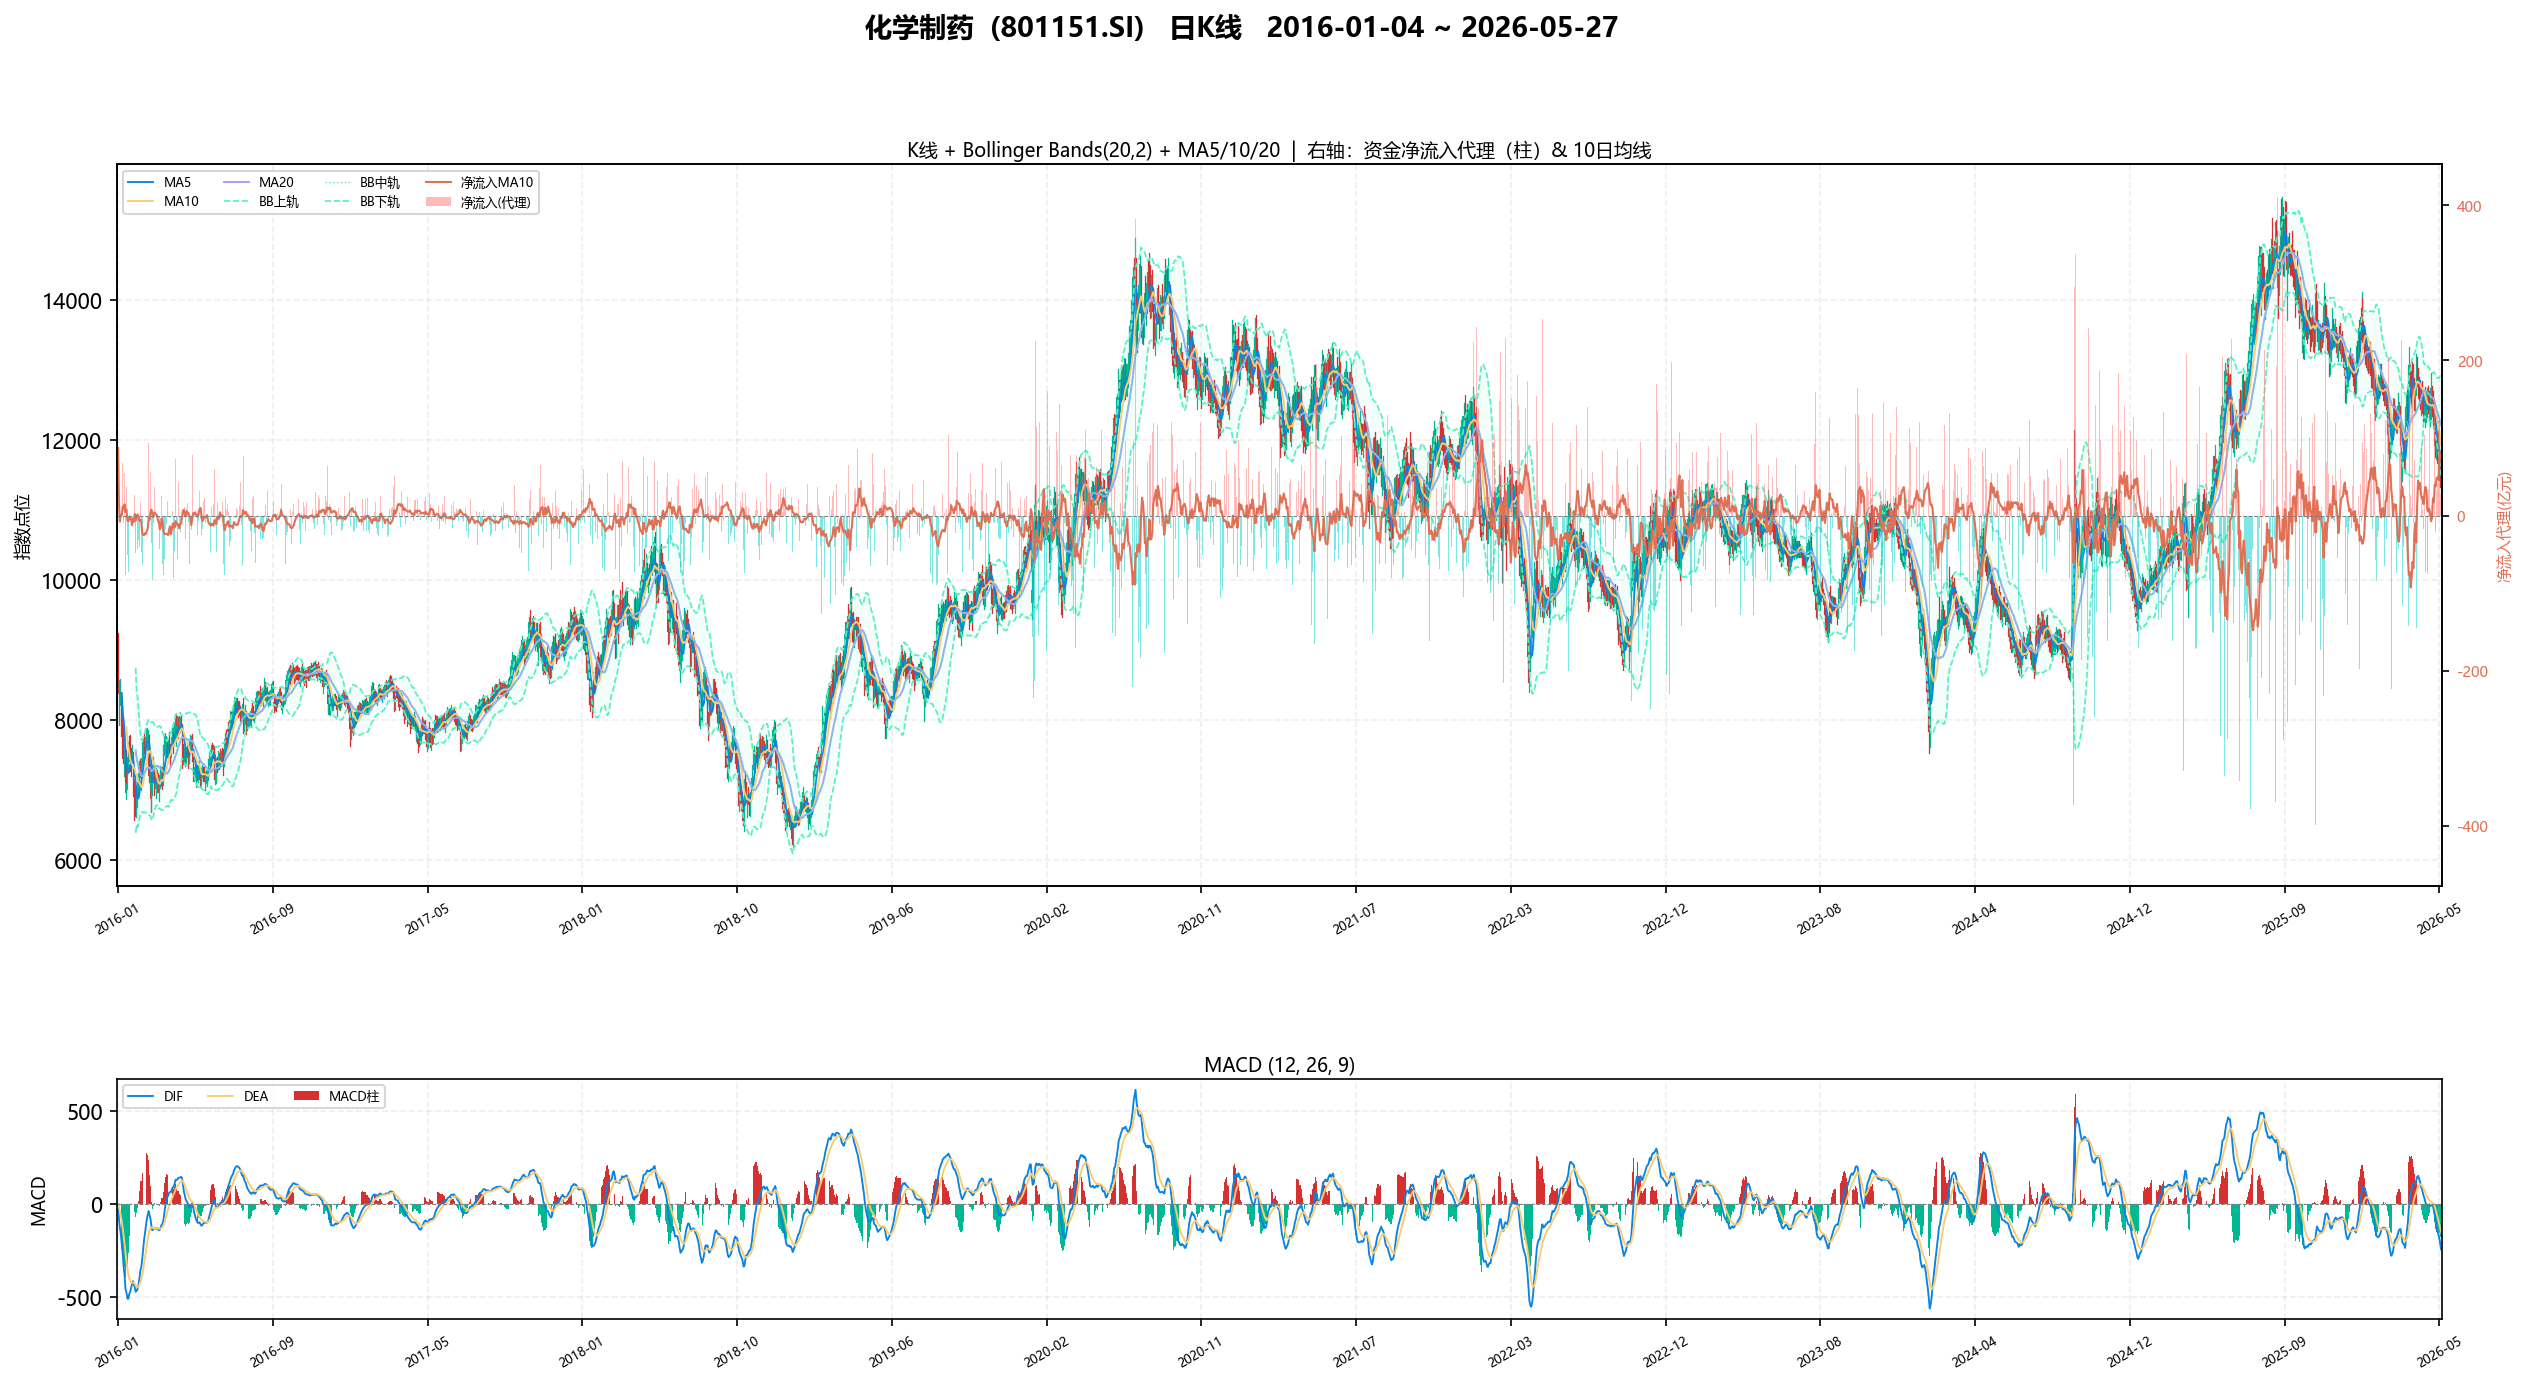 化学制药 (801151.SI) 日K线 2016-01-04 ~ 2026-05-27
K线 + Bollinger Bands(20,2) + MA5/10/20 | 右轴：资金净流入代理（柱）& 10日均线
MA5 MA20 BB中轨 净流入MA10
MA10 BB上轨 BB下轨 净流入(代理)
指数点位
14000
12000
10000
8000
6000
400
200
0
-200
-400
净流入代理(亿元)
2016-01 2016-09 2017-05 2018-01 2018-10 2019-06 2020-02 2020-11 2021-07 2022-03 2022-12 2023-08 2024-04 2024-12 2025-09 2026-05
MACD (12, 26, 9)
DIF DEA MACD柱
MACD
500
0
-500
2016-01 2016-09 2017-05 2018-01 2018-10 2019-06 2020-02 2020-11 2021-07 2022-03 2022-12 2023-08 2024-04 2024-12 2025-09 2026-05